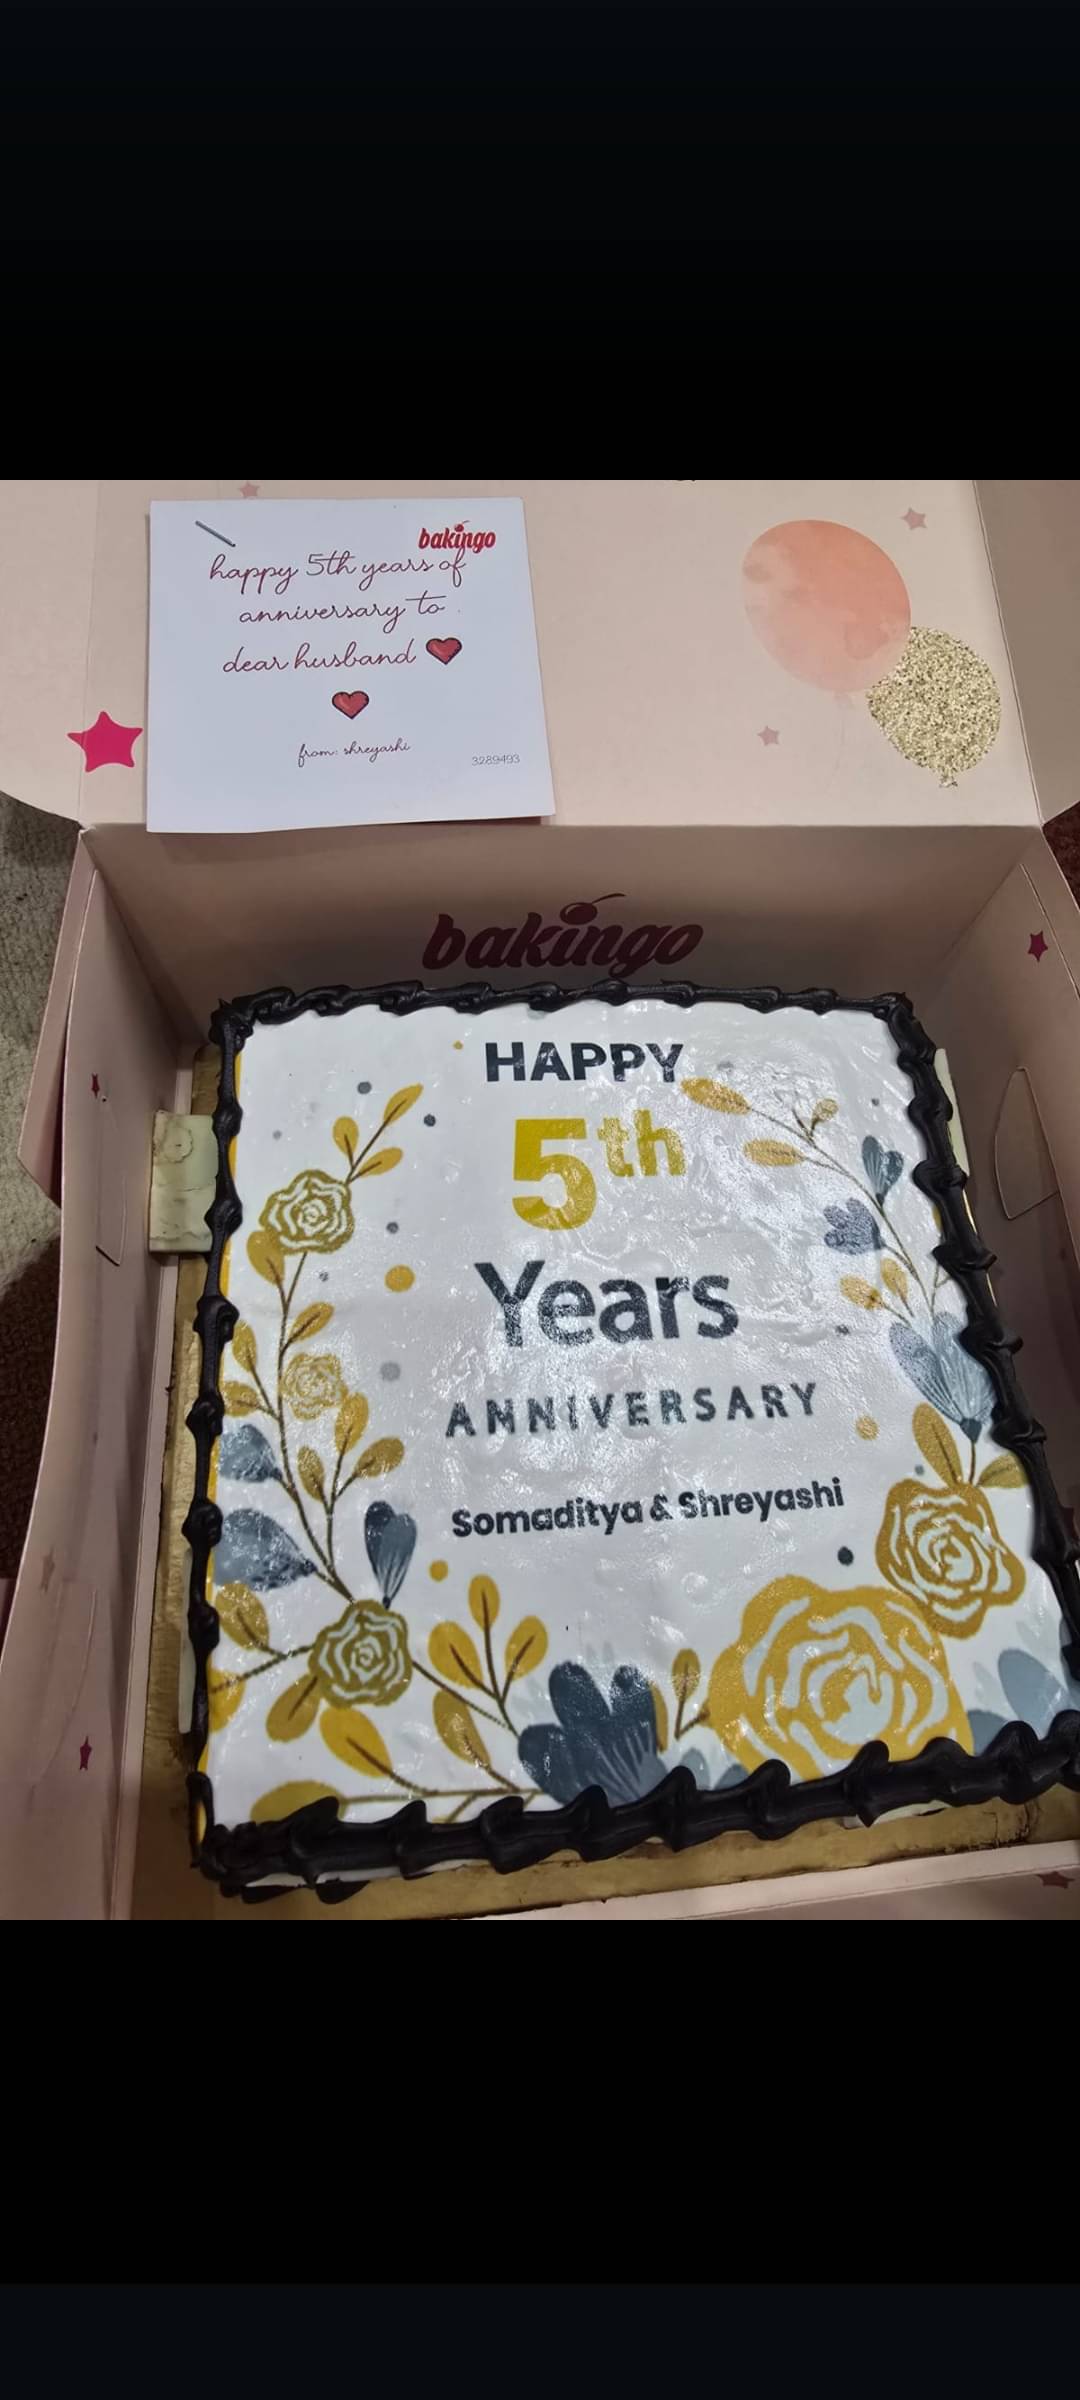 bakingo
happy 5th years of
anniversary to
dear husband
from: shreyashi
3289493
bakingo
HAPPY
5th
Years
ANNIVERSARY
Somaditya & Shreyashi